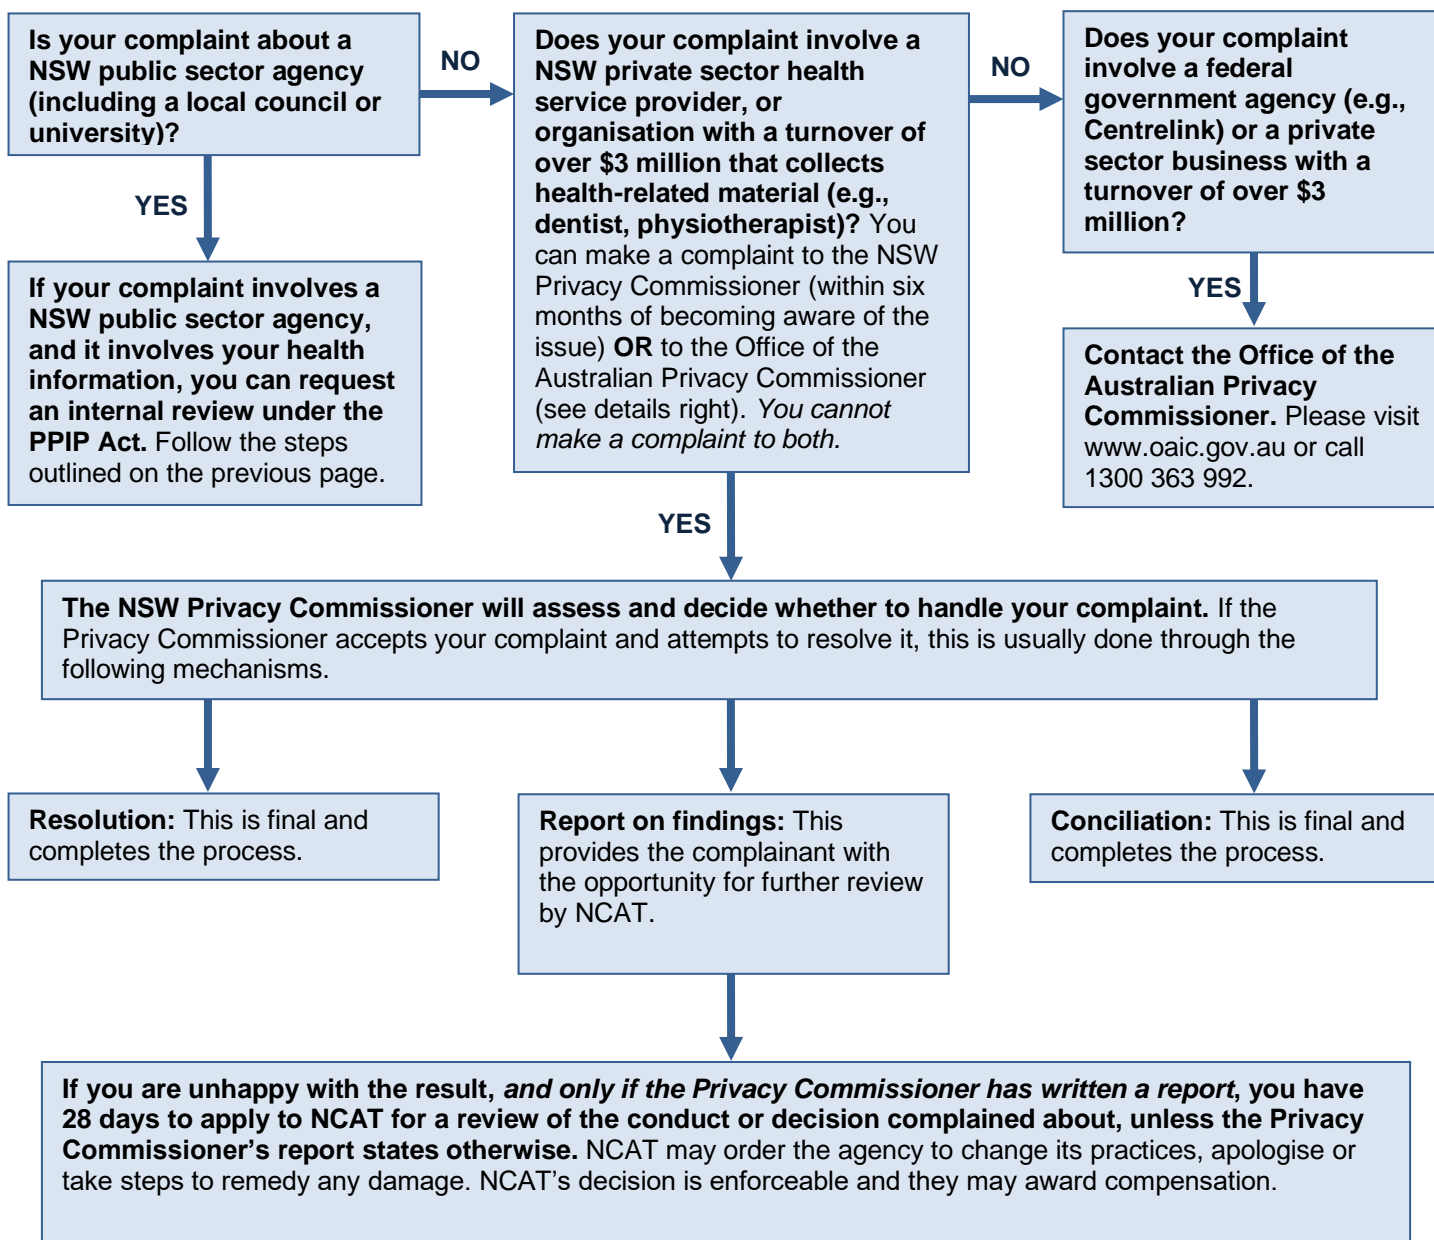 Is your complaint about a
NSW public sector agency
(including a local council or
university)?
NO
Does your complaint involve a
NSW private sector health
service provider, or
organisation with a turnover of
over $3 million that collects
health-related material (e.g.,
dentist, physiotherapist)? You
can make a complaint to the NSW
Privacy Commissioner (within six
months of becoming aware of the
issue) OR to the Office of the
Australian Privacy Commissioner
(see details right). You cannot
make a complaint to both.
NO
Does your complaint
involve a federal
government agency (e.g.,
Centrelink) or a private
sector business with a
turnover of over $3
million?
YES
If your complaint involves a
NSW public sector agency,
and it involves your health
information, you can request
an internal review under the
PPIP Act. Follow the steps
outlined on the previous page.
YES
Contact the Office of the
Australian Privacy
Commissioner. Please visit
www.oaic.gov.au or call
1300 363 992.
YES
The NSW Privacy Commissioner will assess and decide whether to handle your complaint. If the
Privacy Commissioner accepts your complaint and attempts to resolve it, this is usually done through the
following mechanisms.
Resolution: This is final and
completes the process.
Report on findings: This
provides the complainant with
the opportunity for further review
by NCAT.
Conciliation: This is final and
completes the process.
If you are unhappy with the result, and only if the Privacy Commissioner has written a report, you have
28 days to apply to NCAT for a review of the conduct or decision complained about, unless the Privacy
Commissioner’s report states otherwise. NCAT may order the agency to change its practices, apologise or
take steps to remedy any damage. NCAT’s decision is enforceable and they may award compensation.